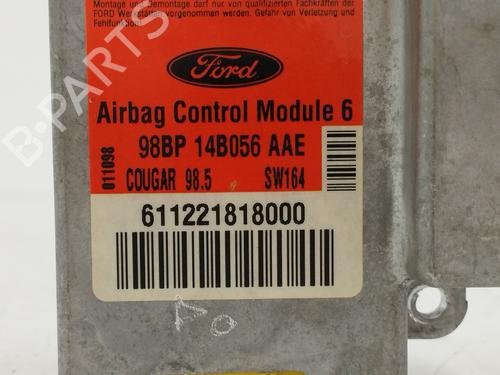 Montage und Demontage darf nur von qualifizierten Fachkräften der
FORD Werkstätten vorgenommen werden. Gefahr von Verletzung und
Fehlfunktion!
Ford
Airbag Control Module 6
98BP 14B056 AAE
011098
COUGAR 98.5 SW164
611221818000
B-PARTS